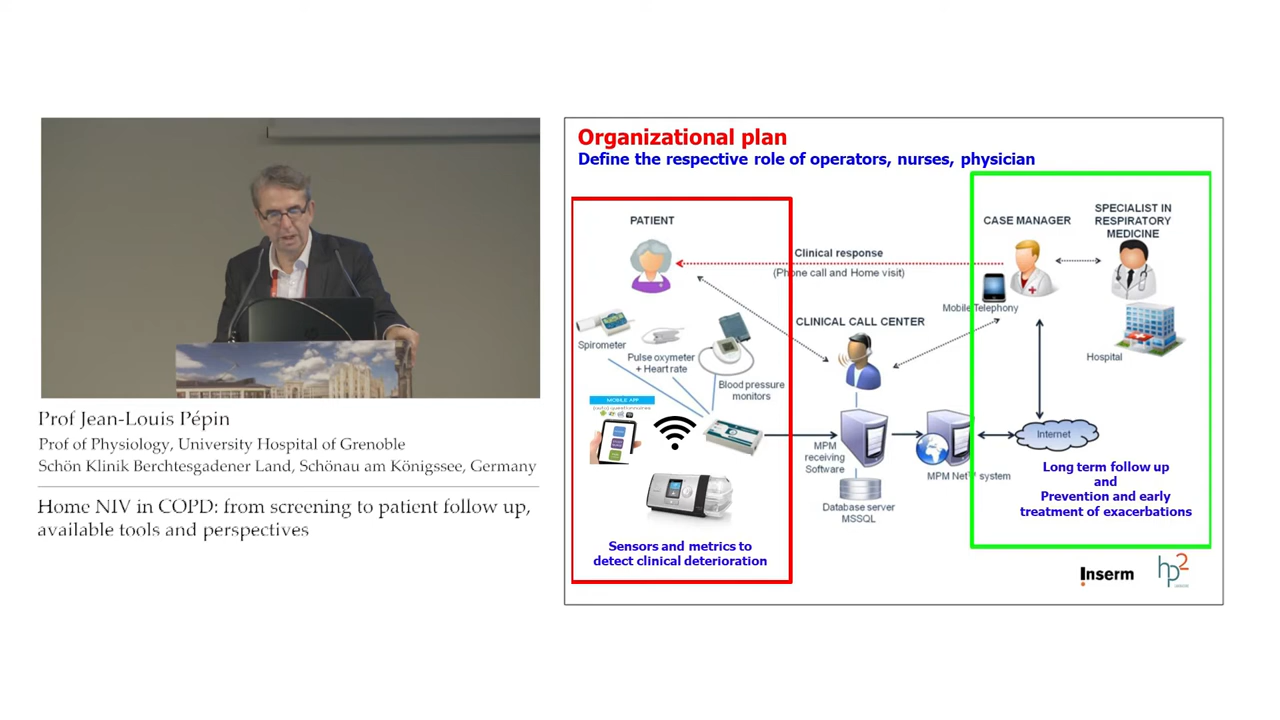 Prof Jean-Louis Pépin
Prof of Physiology, University Hospital of Grenoble
Schön Klinik Berchtesgadener Land, Schönau am Königssee, Germany
Home NIV in COPD: from screening to patient follow up,
available tools and perspectives
Organizational plan
Define the respective role of operators, nurses, physician
PATIENT
Spirometer
Pulse oxymeter
+ Heart rate
Blood pressure
monitors
MOBILE APP
Sensors and metrics to
detect clinical deterioration
Clinical response
(Phone call and Home visit)
CLINICAL CALL CENTER
MPM
receiving
Software
Database server
MSSQL
MPM Net™ system
CASE MANAGER
SPECIALIST IN
RESPIRATORY
MEDICINE
Mobile Telephony
Hospital
Internet
Long term follow up
and
Prevention and early
treatment of exacerbations
Inserm
hp2